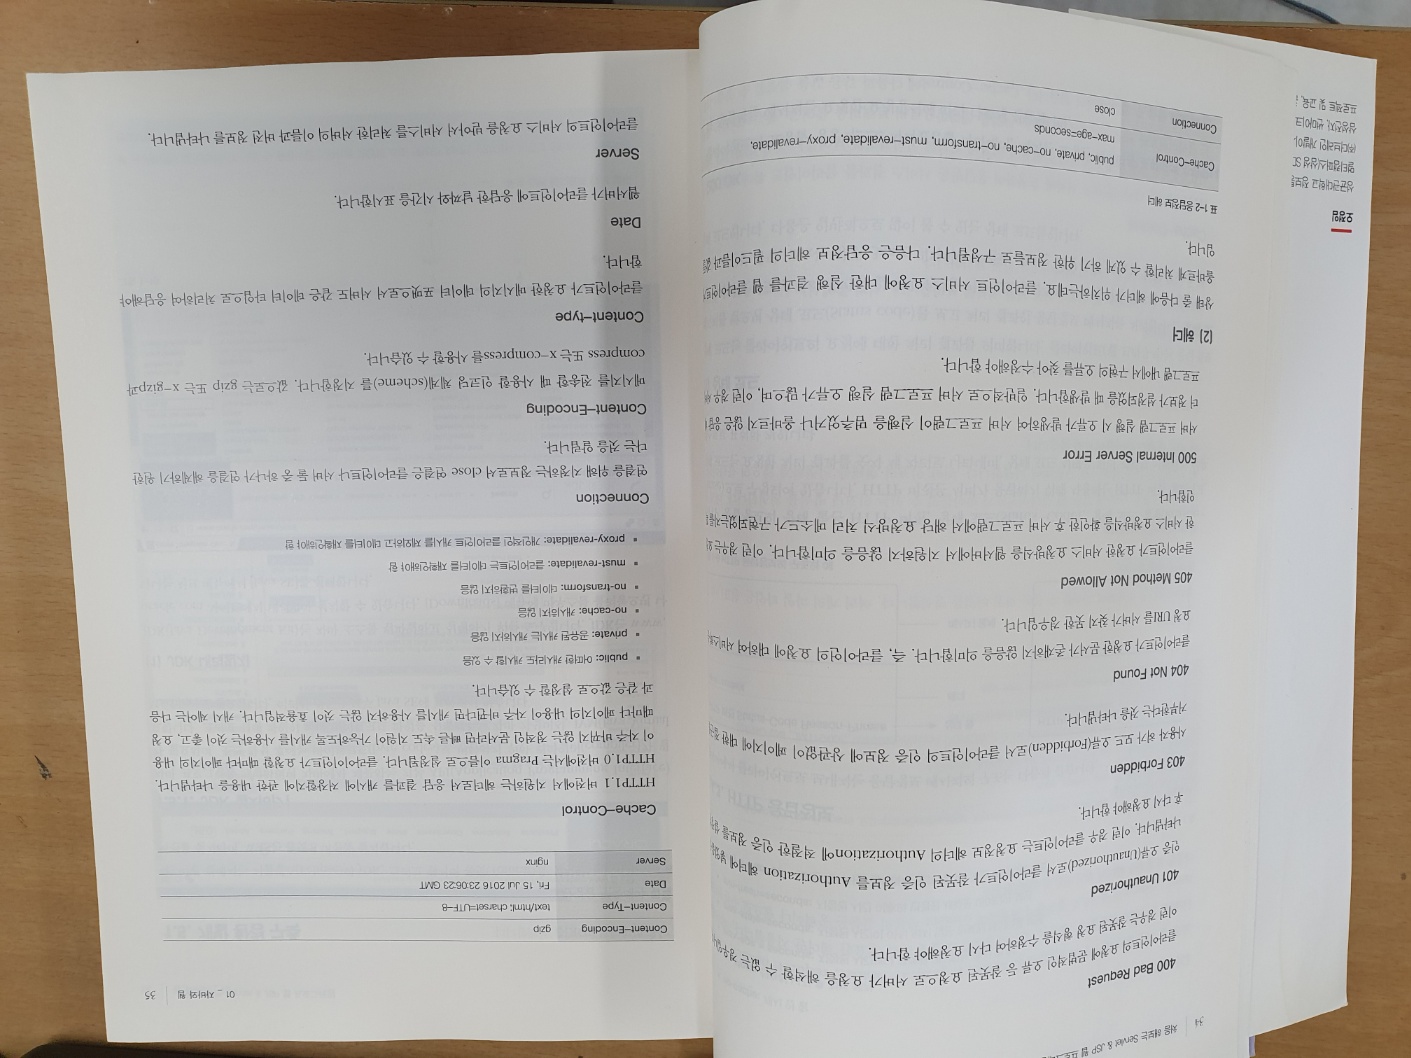 34 처음 해보는 Servlet & JSP 웹
400 Bad Request
클라이언트의 요청에 문법적인 오류 등 잘못된 요청으로 서버가 요청을 해석할 수 없는
이런 경우는 잘못된 요청 형식을 수정하여 다시 요청해야 합니다.
401 Unauthorized
인증 오류(Unauthorized)로서 클라이언트가 잘못된 인증 정보를 Authorization 헤더에
나타냅니다. 이런 경우 클라이언트는 요청정보 헤더의 Authorization에 적절한 인증 정보를
후 다시 요청해야 합니다.
403 Forbidden
사용자 허가 모드 오류(Forbidden)로서 클라이언트의 인증 정보에 상관없이 페이지에 대한
거부한다는 것을 나타냅니다.
404 Not Found
클라이언트가 요청한 문서가 존재하지 않음을 의미합니다. 즉, 클라이언의 요청에 대하여
요청 URI를 서버가 찾지 못한 경우입니다.
405 Method Not Allowed
클라이언트가 요청한 서비스 요청방식을 웹서버에서 지원하지 않음을 의미합니다. 이런 경우는
한 서비스 요청방식을 확인한 후 서버 프로그램에서 해당 요청방식 처리 메소드가 구현되었는지를
인합니다.
500 Internal Server Error
서버 프로그램 실행 시 오류가 발생하여 서버 프로그램이 실행을 멈추었거나 올바르지 않은 응답
더 정보가 설정되었을 때 발생합니다. 일반적으로 서버 프로그램 실행 오류가 많으며, 이런 경우
프로그램 내에서 구현의 오류를 찾아 수정해야 합니다.
(2) 헤더
상태 줄 다음에 헤더가 위치하는데요, 클라이언트 서비스 요청에 대한 실행 결과를 웹
올바르게 처리할 수 있게 하기 위한 정보들로 구성됩니다. 다음은 응답정보 헤더의 필드이름과
입니다.
표 1-2 응답정보 헤더
Cache-Control public, private, no-cache, no-transform, must-revalidate, proxy-revalidate,
max-age=seconds
Connection close
오정임
성균관대학교
멀티캠퍼스(삼성
㈜더브레인
삼성전자,
프로젝트 및 교육,
01 _ 자바와 웹 35
Content-Encoding gzip
Content-Type text/html; charset=UTF-8
Date Fri, 15 Jul 2016 23:06:23 GMT
Server nginx
Cache-Control
HTTP1.1 버전에서 지원하는 헤더로서 응답 결과를 캐시에 저장할지에 관한 내용을 나타냅니다.
HTTP1.0 버전에서는 Pragma 이름으로 설정됩니다. 클라이이언트가 요청할 때마다 페이지의 내용
이 자주 바뀌지 않는 정적인 문서라면 빠른 속도 지원이 가능하도록 캐시를 사용하는 것이 좋고, 요청
때마다 페이지의 내용이 자주 바뀐다면 캐시를 사용하지 않는 것이 효율적입니다. 캐시 제어는 다음
과 같은 값으로 설정할 수 있습니다.
▪ public: 어떠한 캐시라도 캐시할 수 있음
▪ private: 공유된 캐시는 캐시하지 않음
▪ no-cache: 캐시하지 않음
▪ no-transform: 데이터를 변환하지 않음
▪ must-revalidate: 클라이언트는 데이터를 재확인해야 함
▪ proxy-revalidate: 개인적인 클라이언트 캐시를 제외하고 데이터를 재확인해야 함
Connection
연결을 위해 지정하는 정보로서 close 연결은 클라이언트나 서버 둘 중 하나가 연결을 해제하기 원한
다는 것을 알립니다.
Content-Encoding
메시지를 전송할 때 사용할 인코딩 체계(scheme)를 지정합니다. 값으로는 gzip 또는 x-gizp과
compress 또는 x-compress를 사용할 수 있습니다.
Content-type
클라이언트가 요청한 메시지의 데이터 포맷으로서 서버도 같은 데이터 타입으로 처리하여 응답해야
합니다.
Date
웹서버가 클라이언트에 응답한 날짜와 시간을 표시합니다.
Server
클라이언트의 서비스 요청을 받아서 서비스를 처리한 서버의 이름과 버전 정보를 나타냅니다.